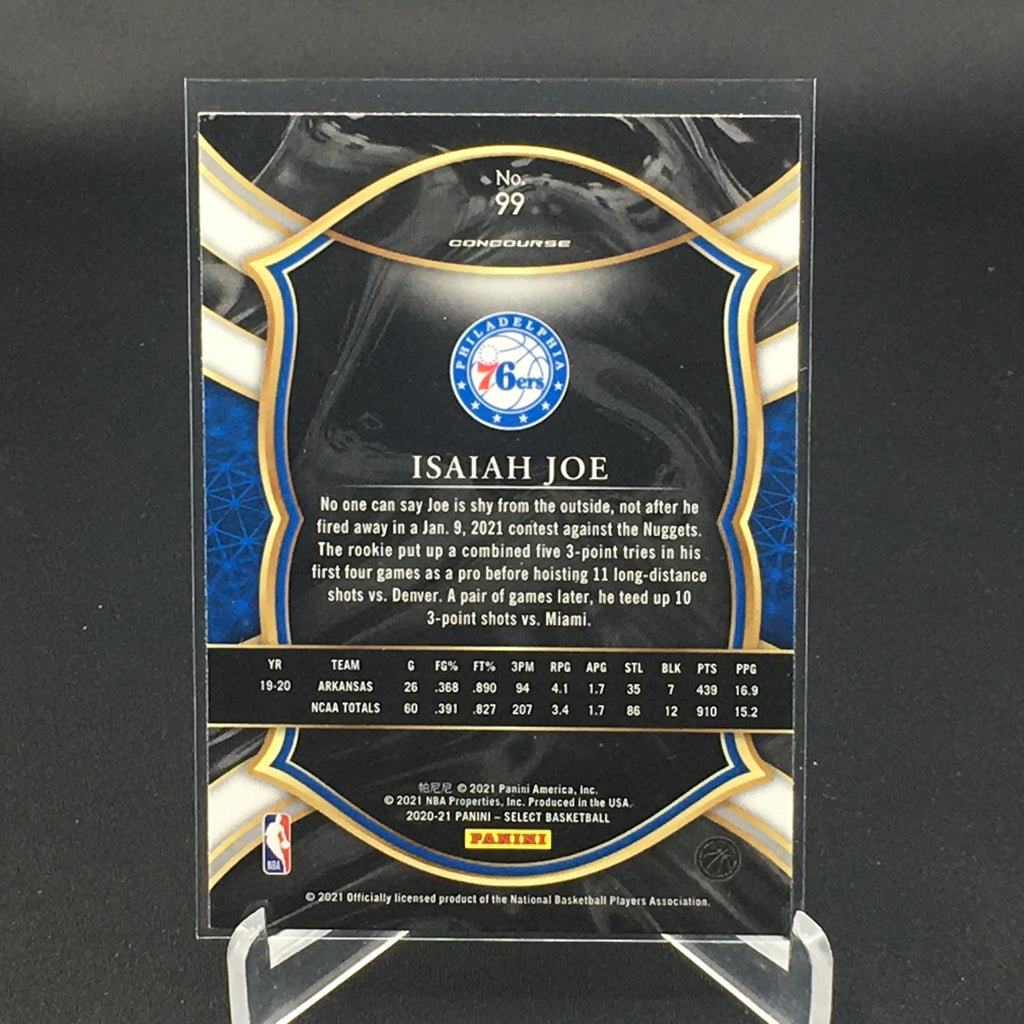 No.
99
CONCOURSE
PHILADELPHIA
76ers
ISAIAH JOE
No one can say Joe is shy from the outside, not after he
fired away in a Jan. 9, 2021 contest against the Nuggets.
The rookie put up a combined five 3-point tries in his
first four games as a pro before hoisting 11 long-distance
shots vs. Denver. A pair of games later, he teed up 10
3-point shots vs. Miami.
YR TEAM G FG% FT% 3PM RPG APG STL BLK PTS PPG
19-20 ARKANSAS 26 .368 .890 94 4.1 1.7 35 7 439 16.9
NCAA TOTALS 60 .391 .827 207 3.4 1.7 86 12 910 15.2
帕尼尼 © 2021 Panini America, Inc.
© 2021 NBA Properties, Inc. Produced in the USA.
2020-21 PANINI – SELECT BASKETBALL
PANINI
NBA
© 2021 Officially licensed product of the National Basketball Players Association.